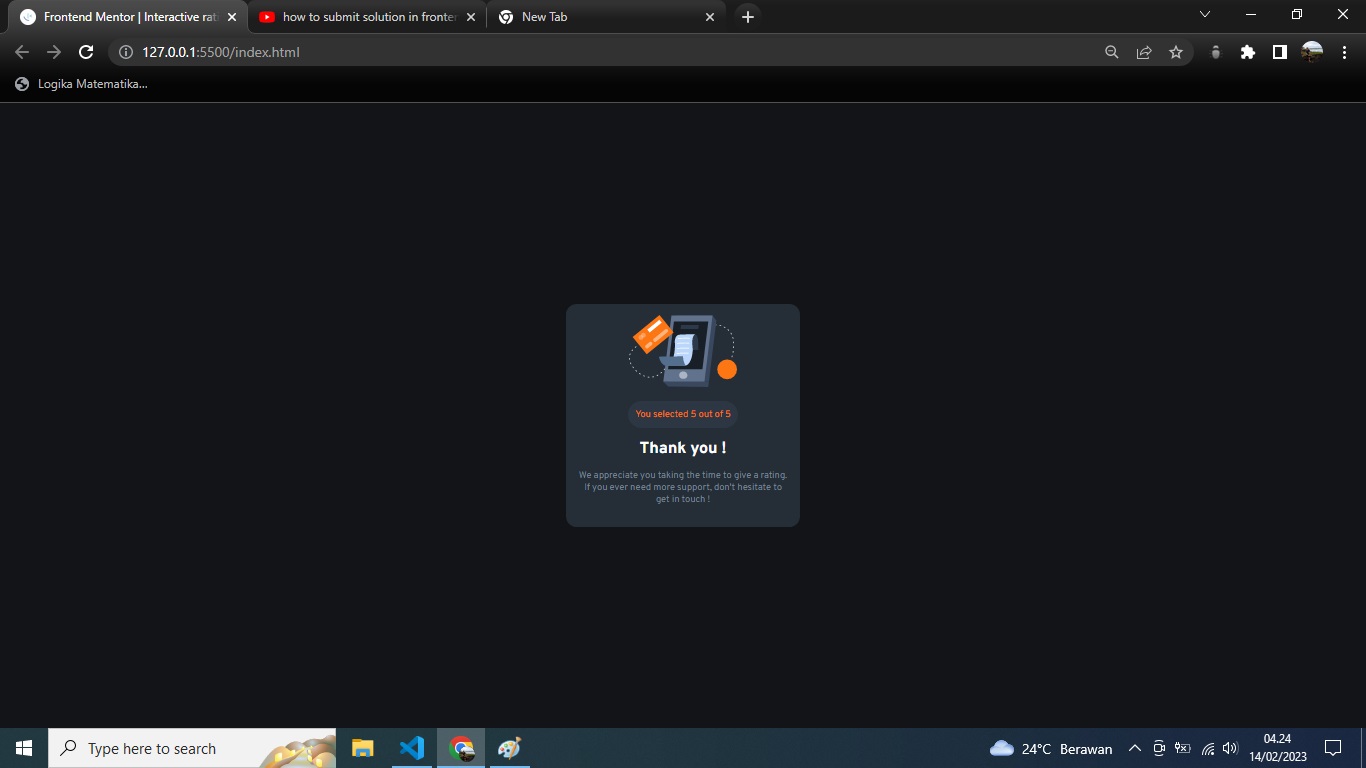 Frontend Mentor | Interactive rat
how to submit solution in fronter
New Tab
127.0.0.1:5500/index.html
Logika Matematika...
You selected 5 out of 5
Thank you !
We appreciate you taking the time to give a rating.
If you ever need more support, don't hesitate to
get in touch !
Type here to search
24°C Berawan
04.24
14/02/2023